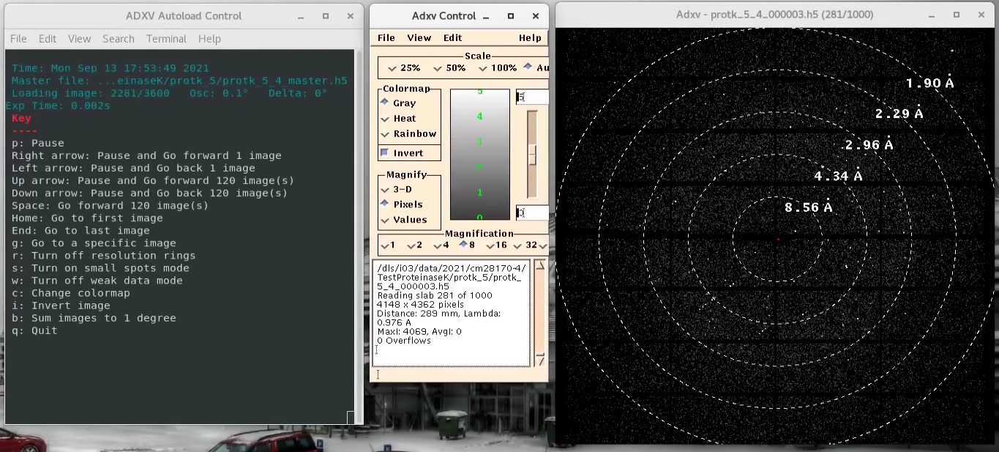 ADXV Autoload Control
File Edit View Search Terminal Help
Time: Mon Sep 13 17:53:49 2021
Master file: ...einaseK/protk_5/protk_5_4_master.h5
Loading image: 2281/3600 Osc: 0.1° Delta: 0°
Exp Time: 0.002s
Key
----
p: Pause
Right arrow: Pause and Go forward 1 image
Left arrow: Pause and Go back 1 image
Up arrow: Pause and Go forward 120 image(s)
Down arrow: Pause and Go back 120 image(s)
Space: Go forward 120 image(s)
Home: Go to first image
End: Go to last image
g: Go to a specific image
r: Turn off resolution rings
s: Turn on small spots mode
w: Turn off weak data mode
c: Change colormap
i: Invert image
b: Sum images to 1 degree
q: Quit
Adxv Control
File View Edit Help
Scale
25% 50% 100% Au
Colormap
Gray
Heat
Rainbow
Invert
Magnify
3-D
Pixels
Values
5
4
3
2
1
0
5
0
Magnification
1 2 4 8 16 32
/dls/i03/data/2021/cm28170-4/
TestProteinaseK/protk_5/protk_
5_4_000003.h5
Reading slab 281 of 1000
4148 x 4362 pixels
Distance: 289 mm, Lambda:
0.976 A
MaxI: 4069, AvgI: 0
0 Overflows
Adxv - protk_5_4_000003.h5 (281/1000)
1.90 Å
2.29 Å
2.96 Å
4.34 Å
8.56 Å